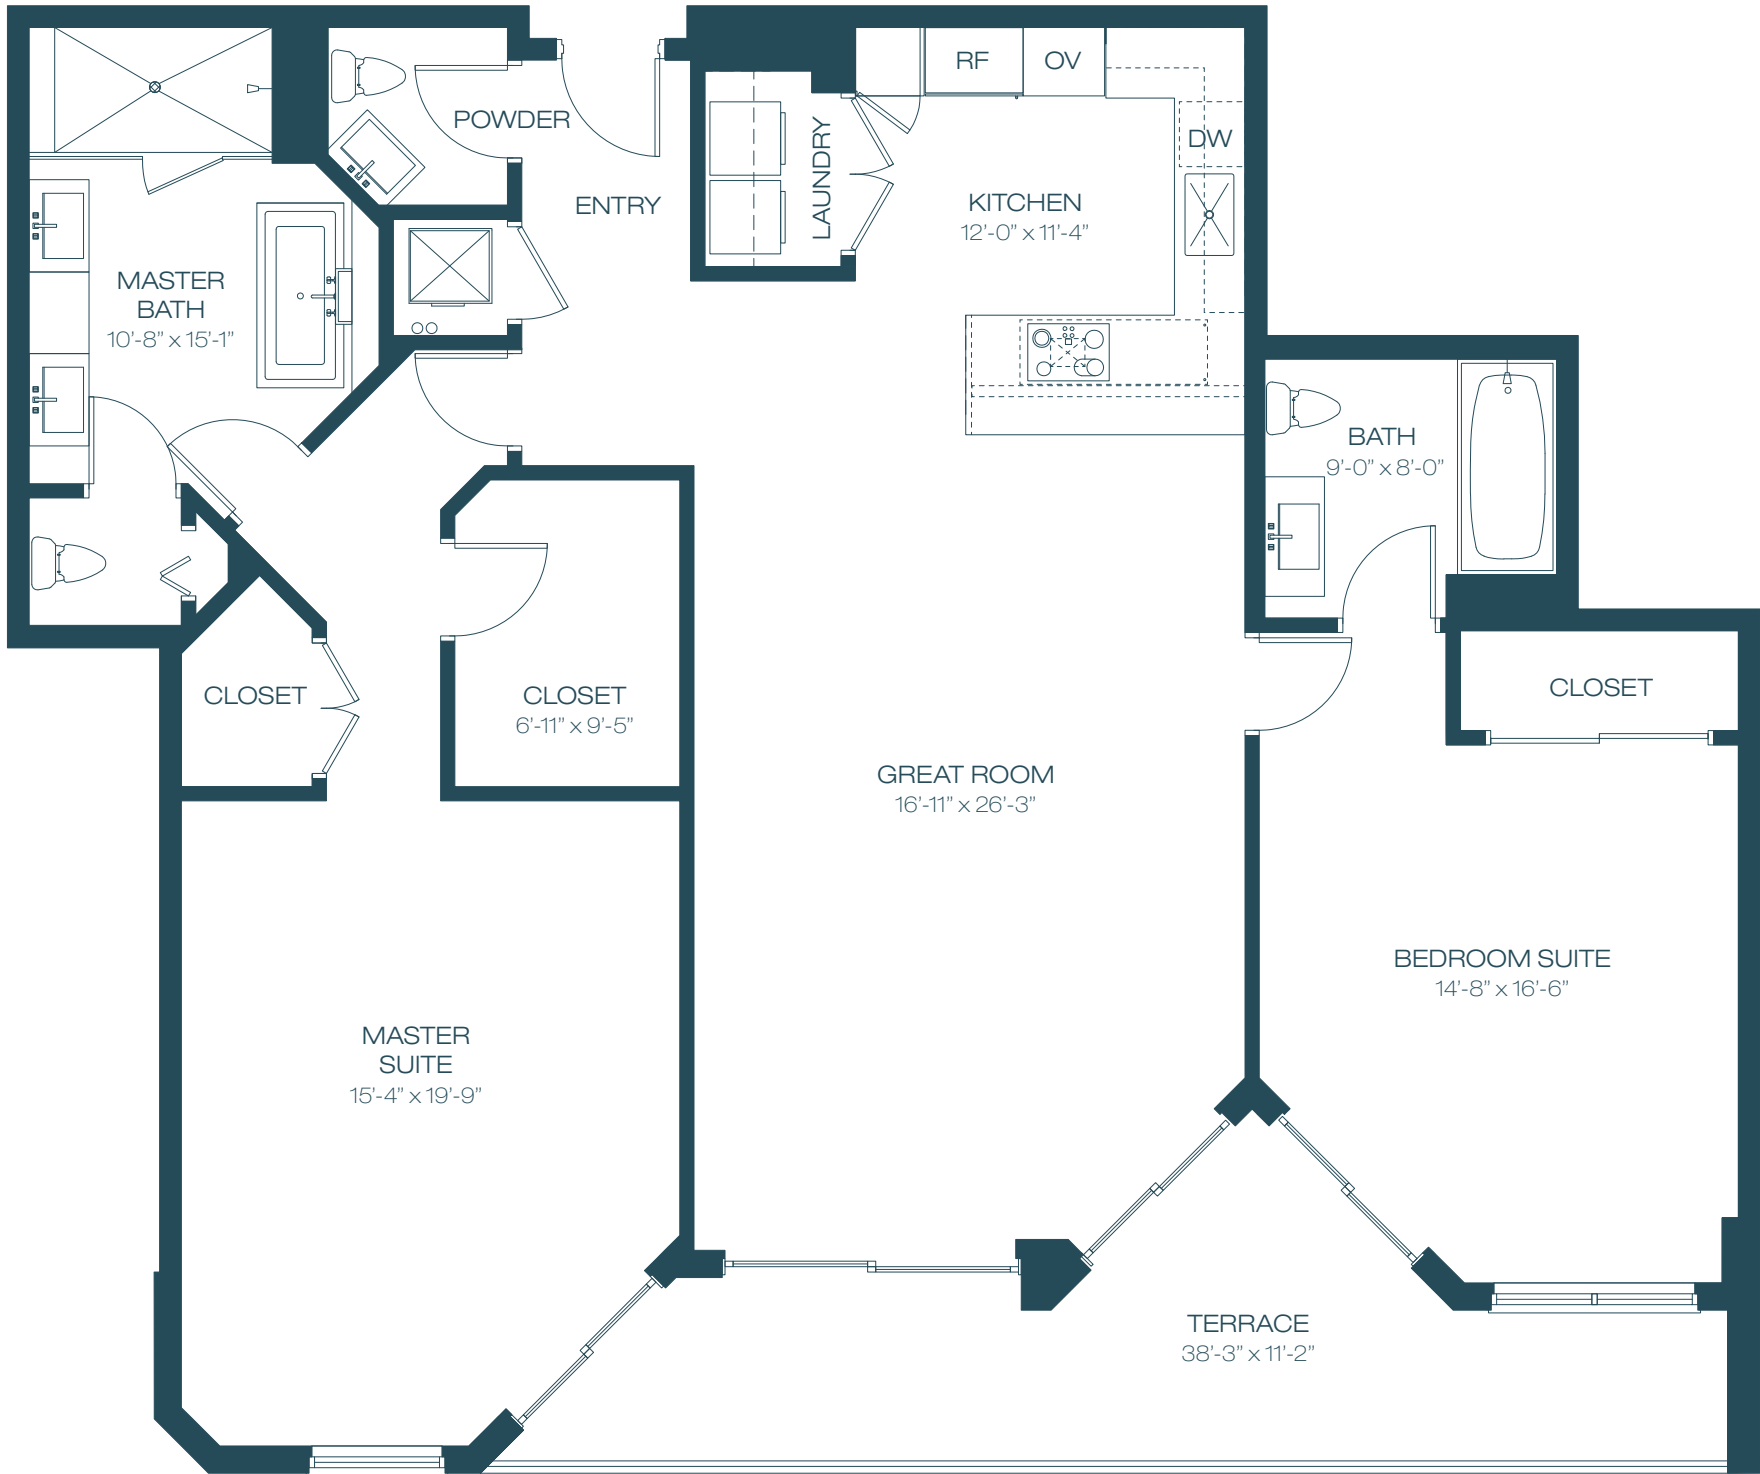 RF
OV
POWDER
DW
LAUNDRY
ENTRY
KITCHEN
12'-0" x 11'-4"
MASTER
BATH
10'-8" x 15'-1"
BATH
9'-0" x 8'-0"
CLOSET
CLOSET
6'-11" x 9'-5"
CLOSET
GREAT ROOM
16'-11" x 26'-3"
BEDROOM SUITE
14'-8" x 16'-6"
MASTER
SUITE
15'-4" x 19'-9"
TERRACE
38'-3" x 11'-2"